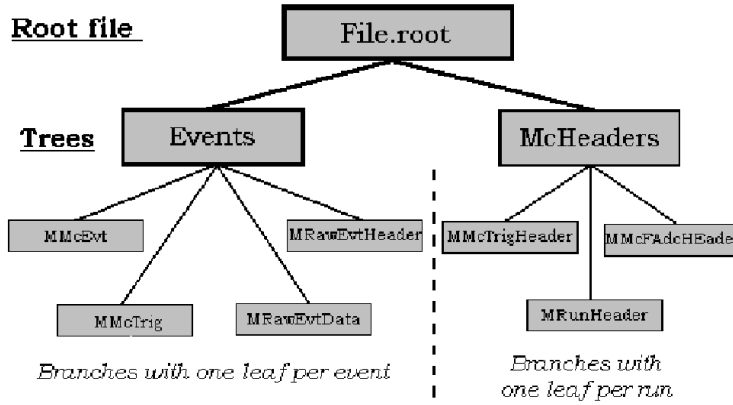 Root file
File.root
Trees
Events
McHeaders
MMcEvt
MRawEvtHeader
MMcTrigHeader
MMcFAdcHEade
MMcTrig
MRawEvtData
MRunHeader
Branches with one leaf per event
Branches with
one leaf per run